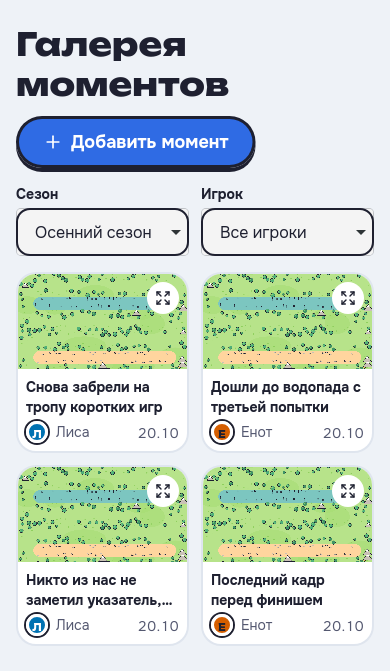 Галерея
моментов
+ Добавить момент
Сезон
Игрок
Осенний сезон
Все игроки
Снова забрели на
тропу коротких игр
Л Лиса 20.10
Дошли до водопада с
третьей попытки
Е Енот 20.10
Никто из нас не
заметил указатель,...
Л Лиса 20.10
Последний кадр
перед финишем
Е Енот 20.10